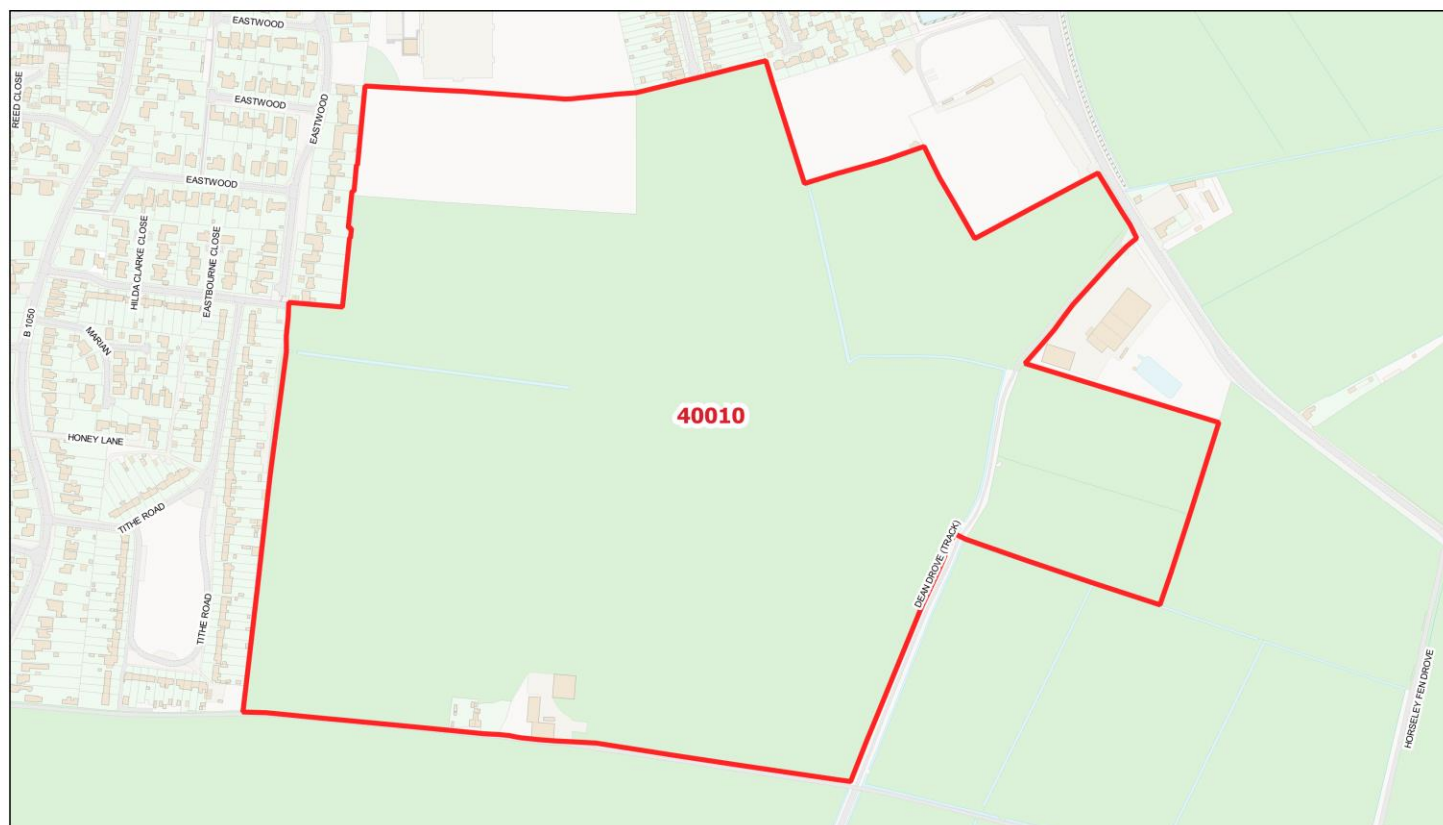 EASTWOOD
REED CLOSE
EASTWOOD
EASTWOOD
EASTWOOD
HILDA CLARKE CLOSE
EASTBOURNE CLOSE
B 1050
MARIAN
40010
HONEY LANE
TITHE ROAD
DEAN DROVE (TRACK)
TITHE ROAD
HORSELEY FEN DROVE